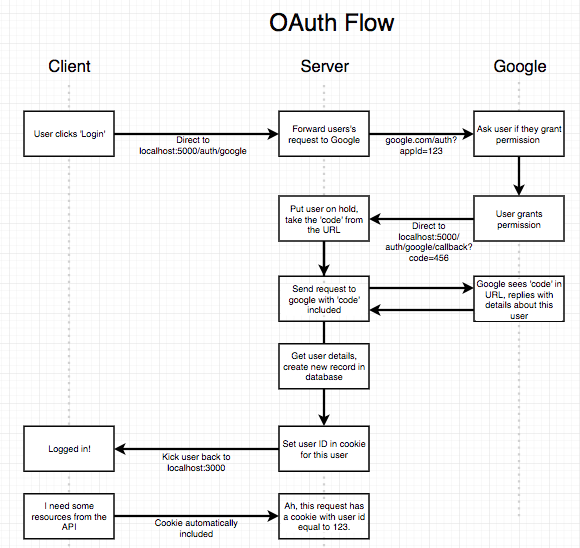 OAuth Flow
Client
Server
Google
User clicks 'Login'
Direct to
localhost:5000/auth/google
Forward users's
request to Google
google.com/auth?
appId=123
Ask user if they grant
permission
User grants
permission
Direct to
localhost:5000/
auth/google/callback?
code=456
Put user on hold,
take the 'code' from
the URL
Send request to
google with 'code'
included
Google sees 'code' in
URL, replies with
details about this
user
Get user details,
create new record in
database
Set user ID in cookie
for this user
Kick user back to
localhost:3000
Logged in!
I need some
resources from the
API
Cookie automatically
included
Ah, this request has
a cookie with user id
equal to 123.